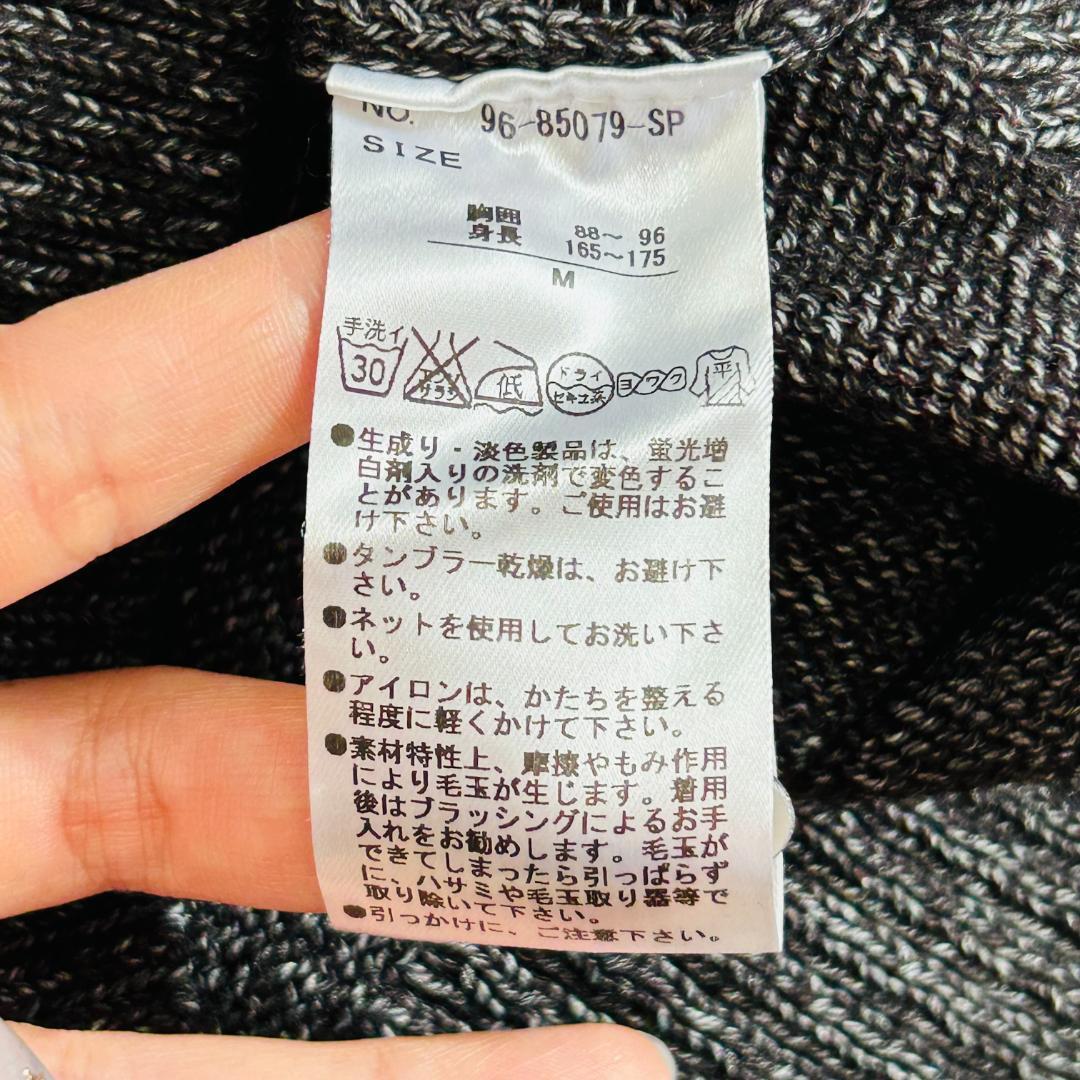 NO. 96-85079-SP
SIZE
胸囲 88～ 96
身長 165～175
M
手洗イ
30
エンソ
サラシ
低
ドライ
セキユ系
ヨワク
平
●生成り・淡色製品は、蛍光増
白剤入りの洗剤で変色するこ
とがあります。ご使用はお避
け下さい。
●タンブラー乾燥は、お避け下
さい。
●ネットを使用してお洗い下さ
い。
●アイロンは、かたちを整える
程度に軽くかけて下さい。
●素材特性上、摩擦やもみ作用
により毛玉が生じます。着用
後はブラッシングによるお手
入れをお勧めします。毛玉が
できてしまったら引っぱらず
に、ハサミや毛玉取り器等で
取り除いて下さい。
●引っかけに、ご注意下さい。